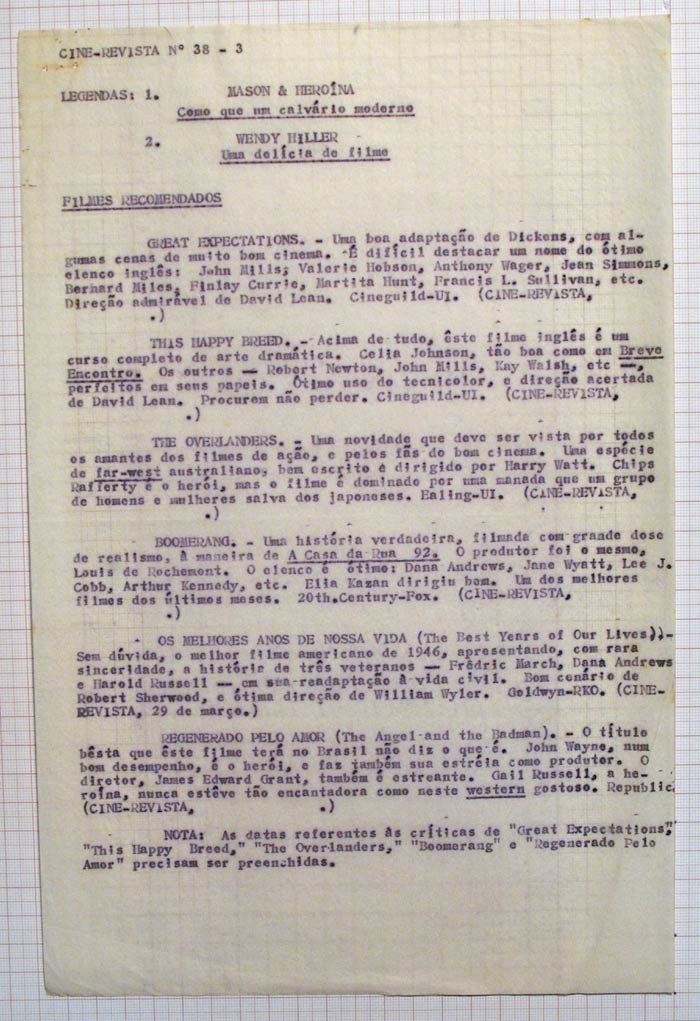 CINE-REVISTA Nº 38 - 3
LEGENDAS: 1. MASON & HEROÍNA
Como que um calvário moderno
2. WENDY HILLER
Uma delícia de filme
FILMES RECOMENDADOS
GREAT EXPECTATIONS. - Uma boa adaptação de Dickens, com al-
gumas cenas de muito bom cinema. É difícil destacar um nome do ótimo
elenco inglês: John Mills, Valerie Hobson, Anthony Wager, Jean Simmons,
Bernard Miles, Finlay Currie, Martita Hunt, Francis L. Sullivan, etc.
Direção admirável de David Lean. Cineguild-UI. (CINE-REVISTA,
.)
THIS HAPPY BREED. - Acima de tudo, êste filme inglês é um
curso completo de arte dramática. Celia Johnson, tão boa como em Breve
Encontro. Os outros — Robert Newton, John Mills, Kay Walsh, etc —,
perfeitos em seus papeis. Ótimo uso do tecnicolor, e direção acertada
de David Lean. Procurem não perder. Cineguild-UI. (CINE-REVISTA,
.)
THE OVERLANDERS. - Uma novidade que deve ser vista por todos
os amantes dos filmes de ação, e pelos fãs do bom cinema. Uma espécie
de far-west australiano, bem escrito e dirigido por Harry Watt. Chips
Rafferty é o herói, mas o filme é dominado por uma manada que um grupo
de homens e mulheres salva dos japoneses. Ealing-UI. (CINE-REVISTA,
.)
BOOMERANG. - Uma história verdadeira, filmada com grande dose
de realismo, à maneira de A Casa da Rua 92. O produtor foi o mesmo,
Louis de Rochemont. O elenco é ótimo: Dana Andrews, Jane Wyatt, Lee J.
Cobb, Arthur Kennedy, etc. Elia Kazan dirigiu bem. Um dos melhores
filmes dos últimos meses. 20th.Century-Fox. (CINE-REVISTA,
.)
OS MELHORES ANOS DE NOSSA VIDA (The Best Years of Our Lives).-
Sem dúvida, o melhor filme americano de 1946, apresentando, com rara
sinceridade, a história de três veteranos — Frêdric March, Dana Andrews
e Harold Russell — em sua readaptação à vida civil. Bom cenário de
Robert Sherwood, e ótima direção de William Wyler. Goldwyn-RKO. (CINE-
REVISTA, 29 de março.)
REGENERADO PELO AMOR (The Angel and the Badman). - O título
bêsta que êste filme terá no Brasil não diz o que é. John Wayne, num
bom desempenho, é o herói, e faz também sua estréia como produtor. O
diretor, James Edward Grant, também é estreante. Gail Russell, a he-
roína, nunca estêve tão encantadora como neste western gostoso. Republic.
(CINE-REVISTA, .)
NOTA: As datas referentes às críticas de "Great Expectations,"
"This Happy Breed," "The Overlanders," "Boomerang" e "Regenerado Pelo
Amor" precisam ser preenchidas.